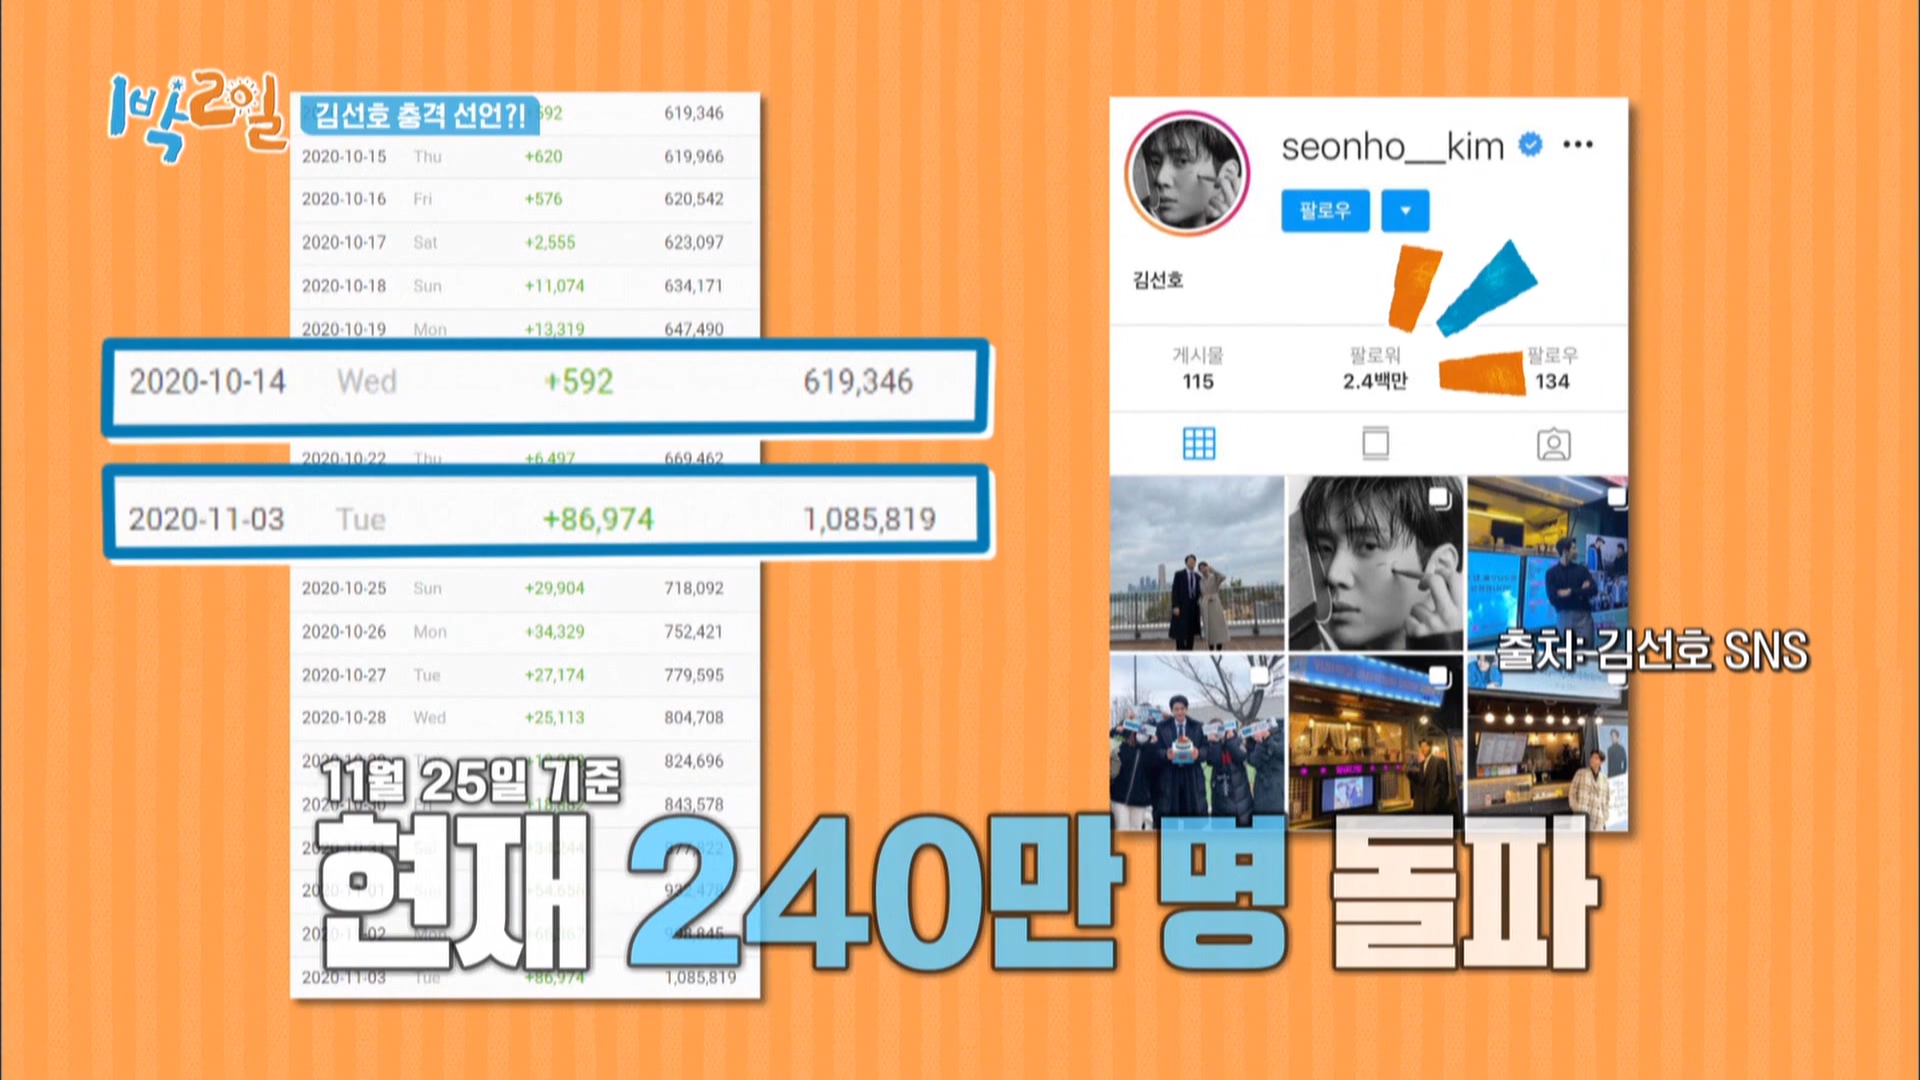 1박2일
김선호 충격 선언?!
592 619,346
2020-10-15 Thu +620 619,966
2020-10-16 Fri +576 620,542
2020-10-17 Sat +2,555 623,097
2020-10-18 Sun +11,074 634,171
2020-10-19 Mon +13,319 647,490
2020-10-14 Wed +592 619,346
2020-10-22 Thu +6,497 669,462
2020-11-03 Tue +86,974 1,085,819
2020-10-25 Sun +29,904 718,092
2020-10-26 Mon +34,329 752,421
2020-10-27 Tue +27,174 779,595
2020-10-28 Wed +25,113 804,708
824,696
843,578
2020-11-03 Tue +86,974 1,085,819
seonho__kim
팔로우
김선호
게시물 팔로워 팔로우
115 2.4백만 134
출처: 김선호 SNS
11월 25일 기준
현재 240만 명 돌파